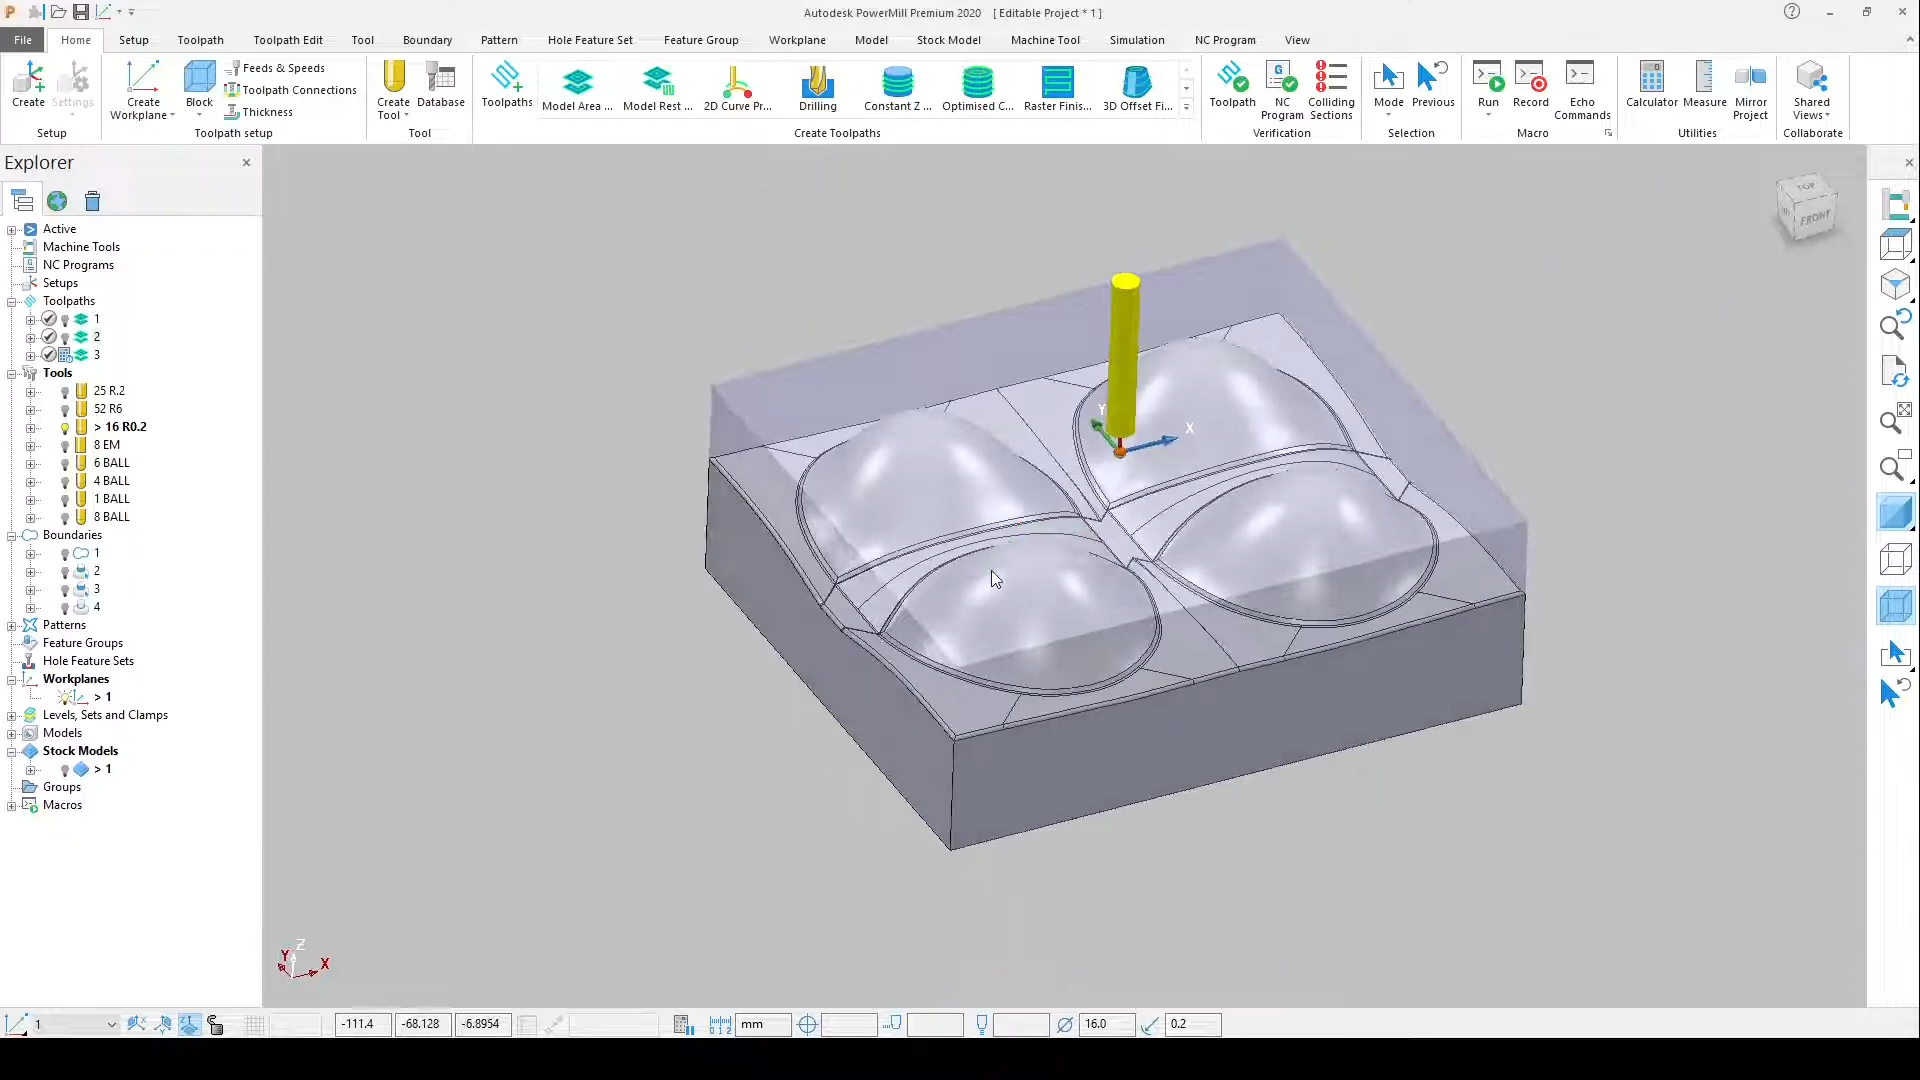 Autodesk PowerMill Premium 2020 [ Editable Project * 1 ]
File Home Setup Toolpath Toolpath Edit Tool Boundary Pattern Hole Feature Set Feature Group Workplane Model Stock Model Machine Tool Simulation NC Program View
Create
Settings
Create Workplane
Block
Feeds & Speeds
Toolpath Connections
Thickness
Create Tool
Database
Toolpaths
Model Area ...
Model Rest ...
2D Curve Pr...
Drilling
Constant Z ...
Optimised C...
Raster Finis...
3D Offset Fi...
Toolpath
NC Program
Colliding Sections
Mode
Previous
Run
Record
Echo Commands
Calculator
Measure
Mirror Project
Shared Views
Setup
Toolpath setup
Tool
Create Toolpaths
Verification
Selection
Macro
Utilities
Collaborate
Explorer
Active
Machine Tools
NC Programs
Setups
Toolpaths
1
2
3
Tools
25 R.2
52 R6
> 16 R0.2
8 EM
6 BALL
4 BALL
1 BALL
8 BALL
Boundaries
1
2
3
4
Patterns
Feature Groups
Hole Feature Sets
Workplanes
> 1
Levels, Sets and Clamps
Models
Stock Models
> 1
Groups
Macros
TOP
FRONT
Y
X
Z
Y
X
1
-111.4
-68.128
-6.8954
mm
16.0
0.2